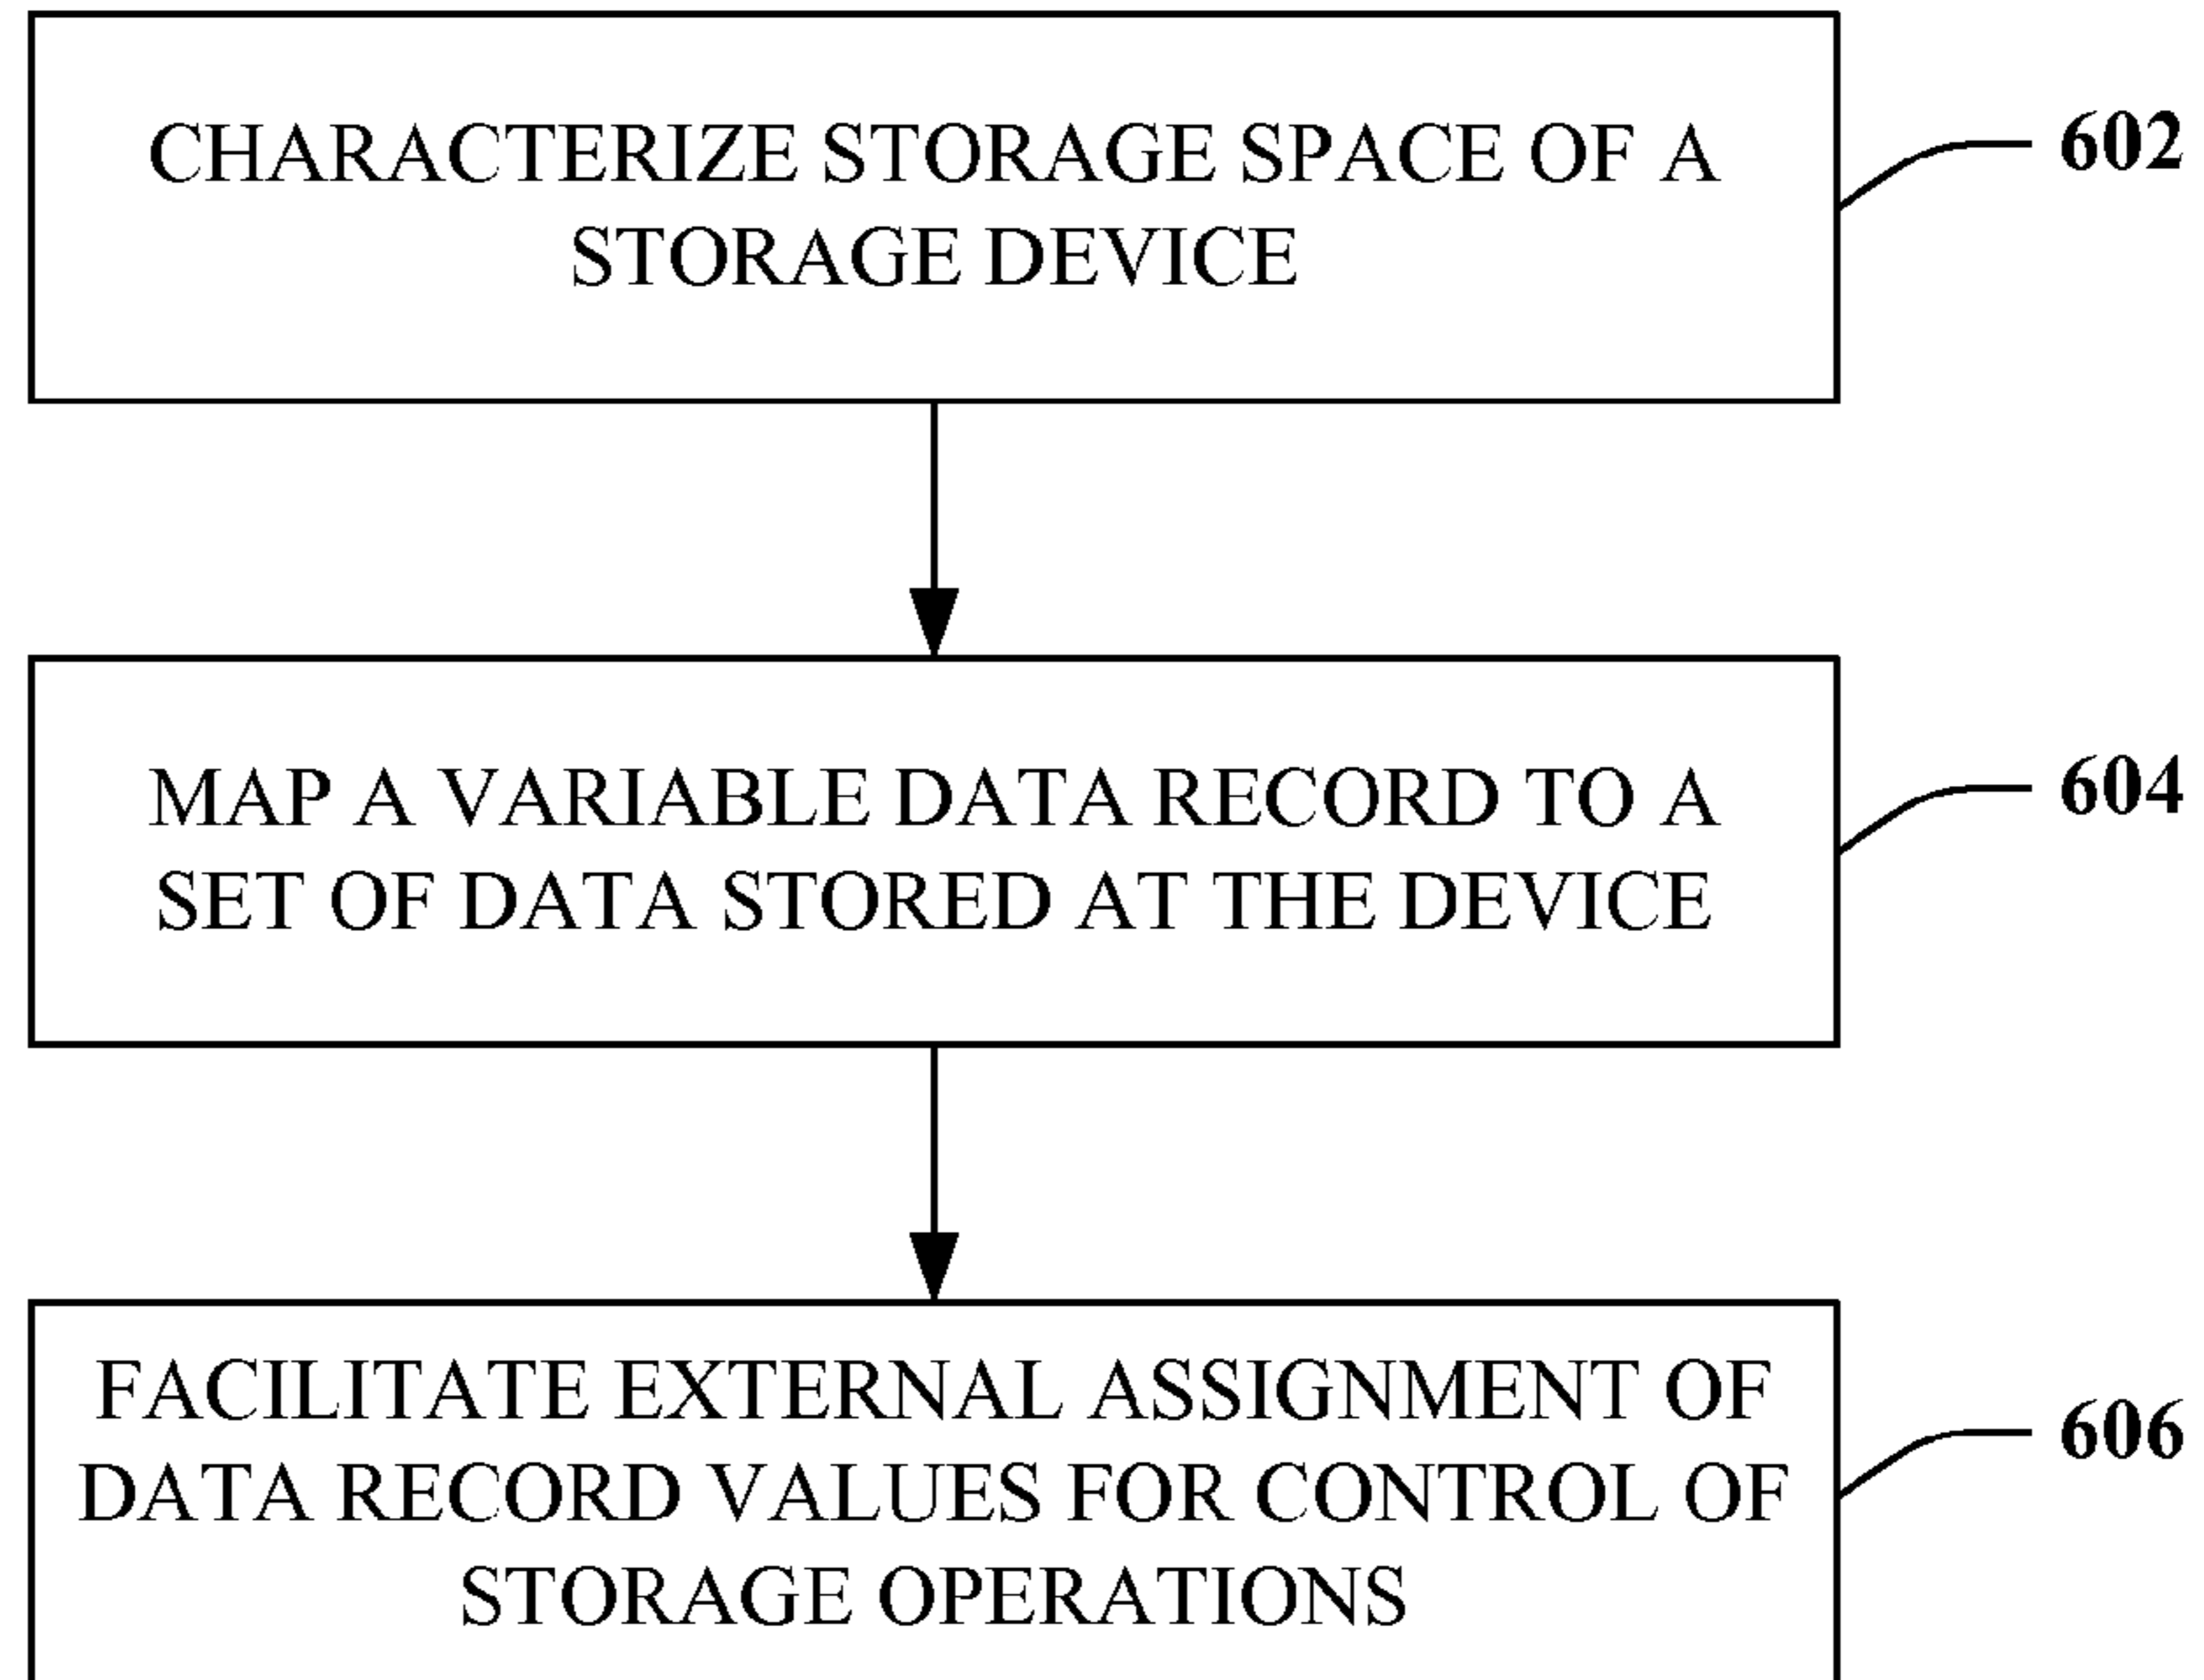 CHARACTERIZE STORAGE SPACE OF A
STORAGE DEVICE
602
MAP A VARIABLE DATA RECORD TO A
SET OF DATA STORED AT THE DEVICE
604
FACILITATE EXTERNAL ASSIGNMENT OF
DATA RECORD VALUES FOR CONTROL OF
STORAGE OPERATIONS
606